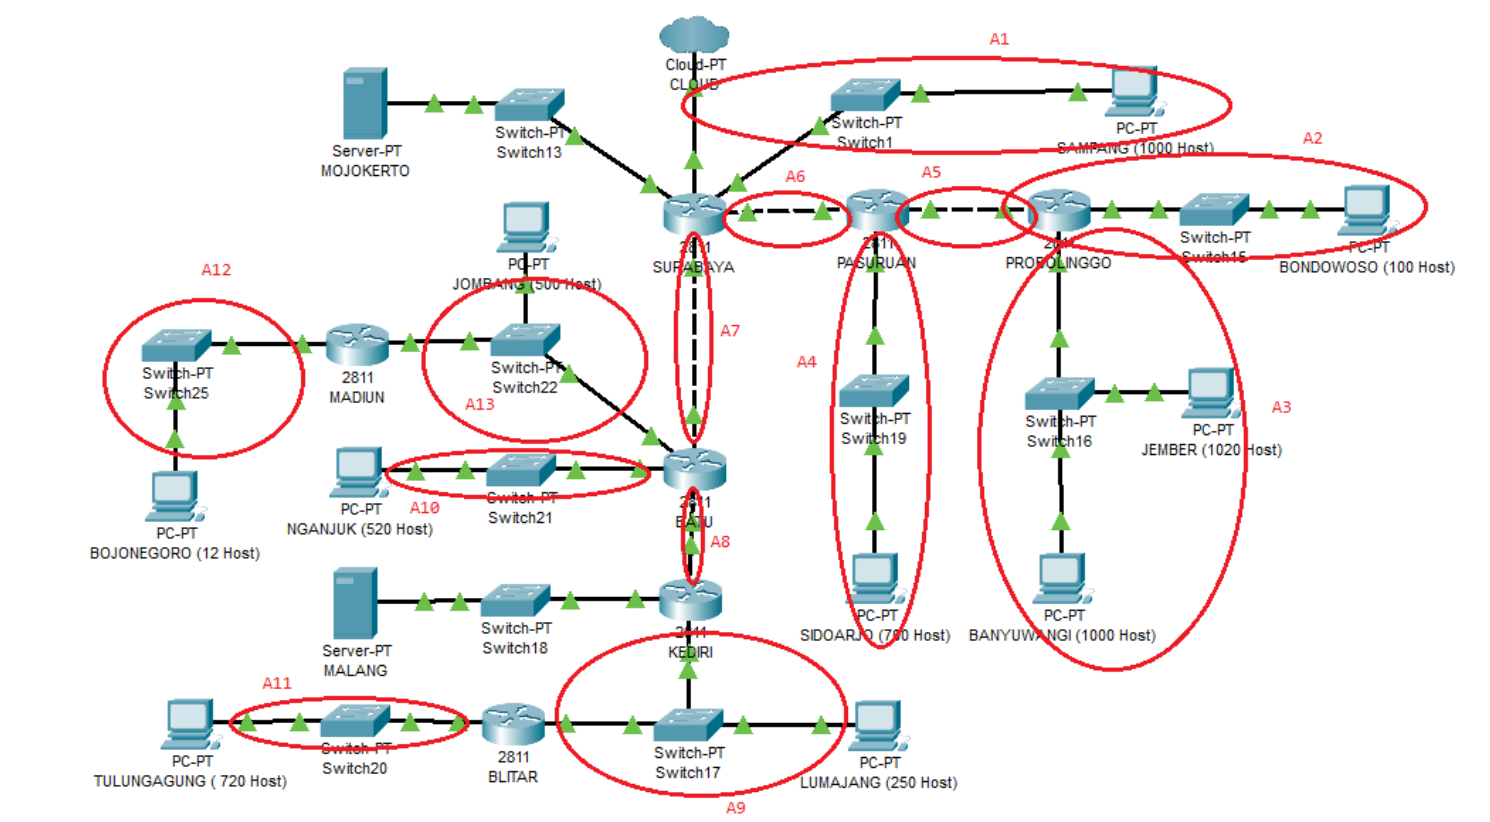 Cloud-PT
CLOUD
A1
Switch-PT
Switch1
PC-PT
SAMPANG (1000 Host)
Server-PT
MOJOKERTO
Switch-PT
Switch13
A2
A6
A5
2811
SURABAYA
2811
PASURUAN
2811
PROBOLINGGO
Switch-PT
Switch15
PC-PT
BONDOWOSO (100 Host)
PC-PT
JOMBANG (500 Host)
A12
Switch-PT
Switch25
2811
MADIUN
Switch-PT
Switch22
A13
A7
A4
Switch-PT
Switch19
Switch-PT
Switch16
PC-PT
JEMBER (1020 Host)
A3
PC-PT
BOJONEGORO (12 Host)
PC-PT
NGANJUK (520 Host)
A10
Switch-PT
Switch21
2811
BATU
A8
Server-PT
MALANG
Switch-PT
Switch18
2811
KEDIRI
PC-PT
SIDOARJO (700 Host)
PC-PT
BANYUWANGI (1000 Host)
A11
PC-PT
TULUNGAGUNG ( 720 Host)
Switch-PT
Switch20
2811
BLITAR
Switch-PT
Switch17
PC-PT
LUMAJANG (250 Host)
A9